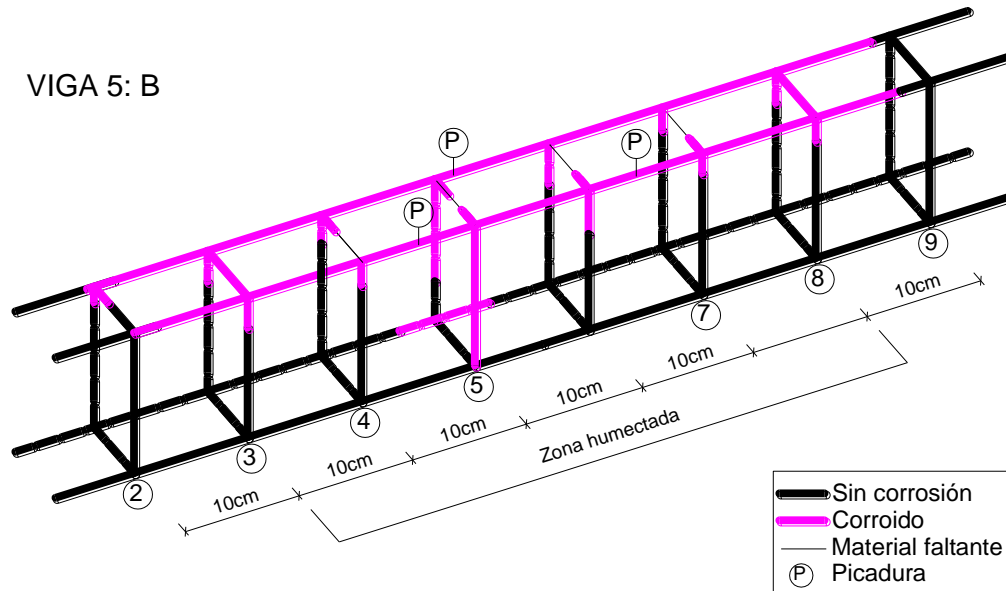 VIGA 5: B
P
P
P
9
8
7
5
4
3
2
10cm
10cm
10cm
10cm
10cm
10cm
10cm
Zona humectada
Sin corrosión
Corroido
Material faltante
P Picadura